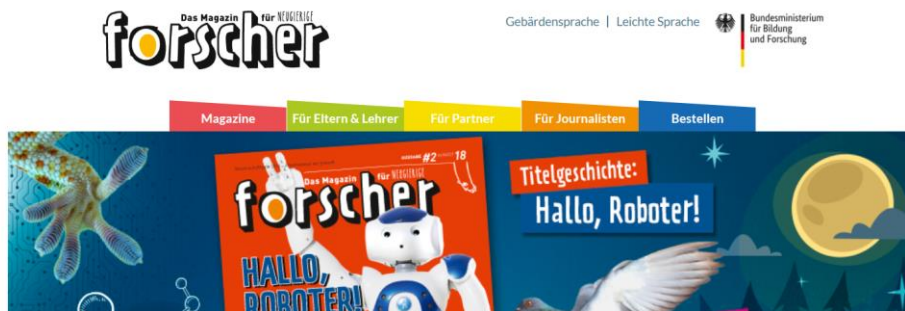 Das Magazin für NEUGIERIGE
forscher
Gebärdensprache | Leichte Sprache
Bundesministerium
für Bildung
und Forschung
Magazine
Für Eltern & Lehrer
Für Partner
Für Journalisten
Bestellen
#2
18
Das Magazin für NEUGIERIGE
forscher
HALLO,
ROBOTER!
Titelgeschichte:
Hallo, Roboter!